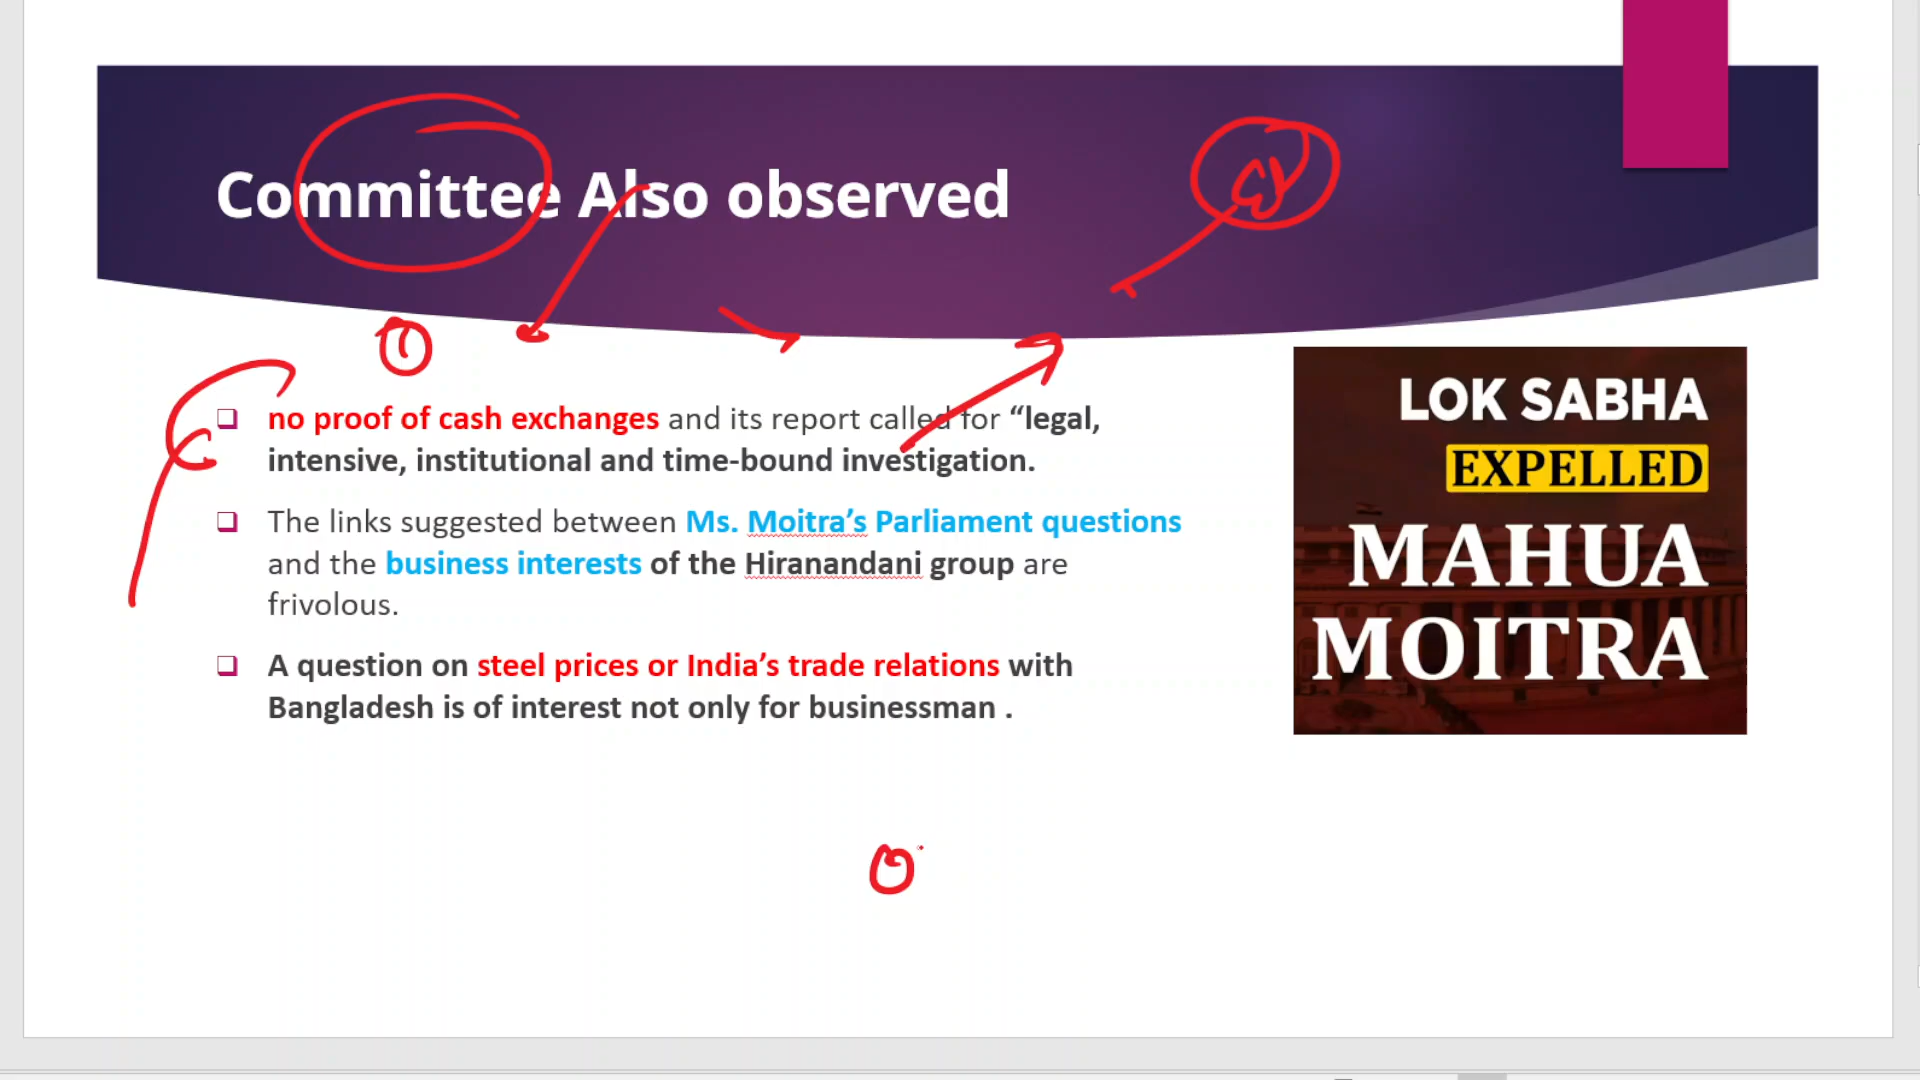 Committee Also observed
no proof of cash exchanges and its report called for “legal,
intensive, institutional and time-bound investigation.
The links suggested between Ms. Moitra’s Parliament questions
and the business interests of the Hiranandani group are
frivolous.
A question on steel prices or India’s trade relations with
Bangladesh is of interest not only for businessman .
LOK SABHA
EXPELLED
MAHUA
MOITRA